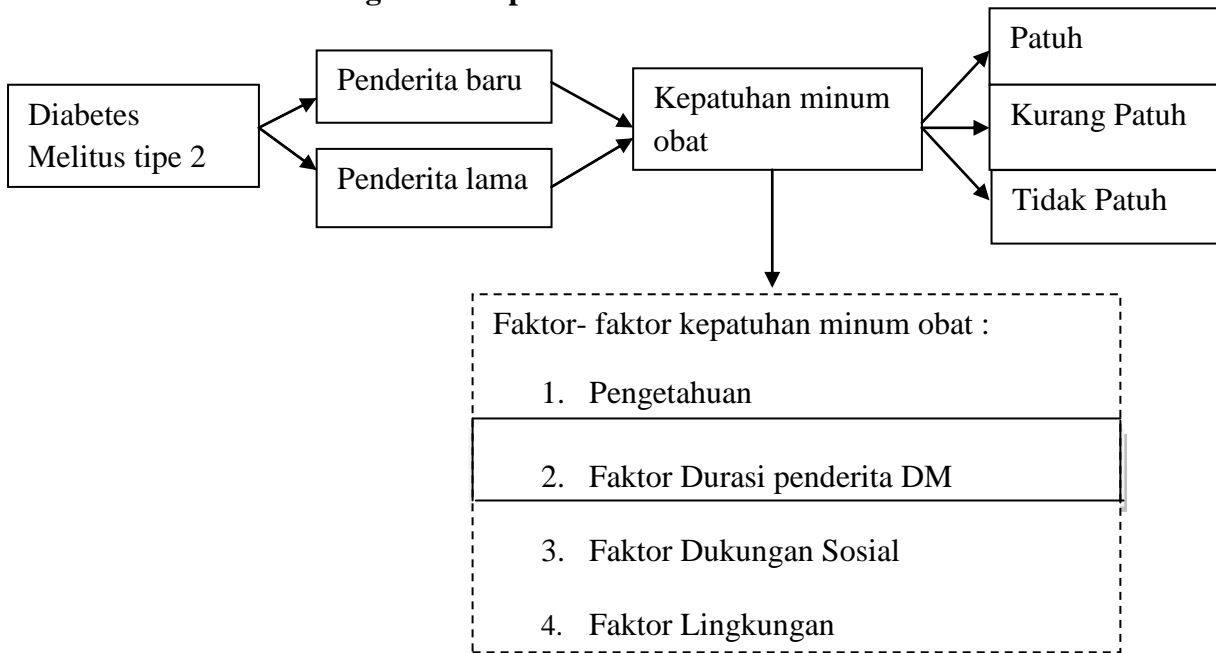 Diabetes
Melitus tipe 2
Penderita baru
Penderita lama
Kepatuhan minum
obat
Patuh
Kurang Patuh
Tidak Patuh
Faktor- faktor kepatuhan minum obat :
1. Pengetahuan
2. Faktor Durasi penderita DM
3. Faktor Dukungan Sosial
4. Faktor Lingkungan